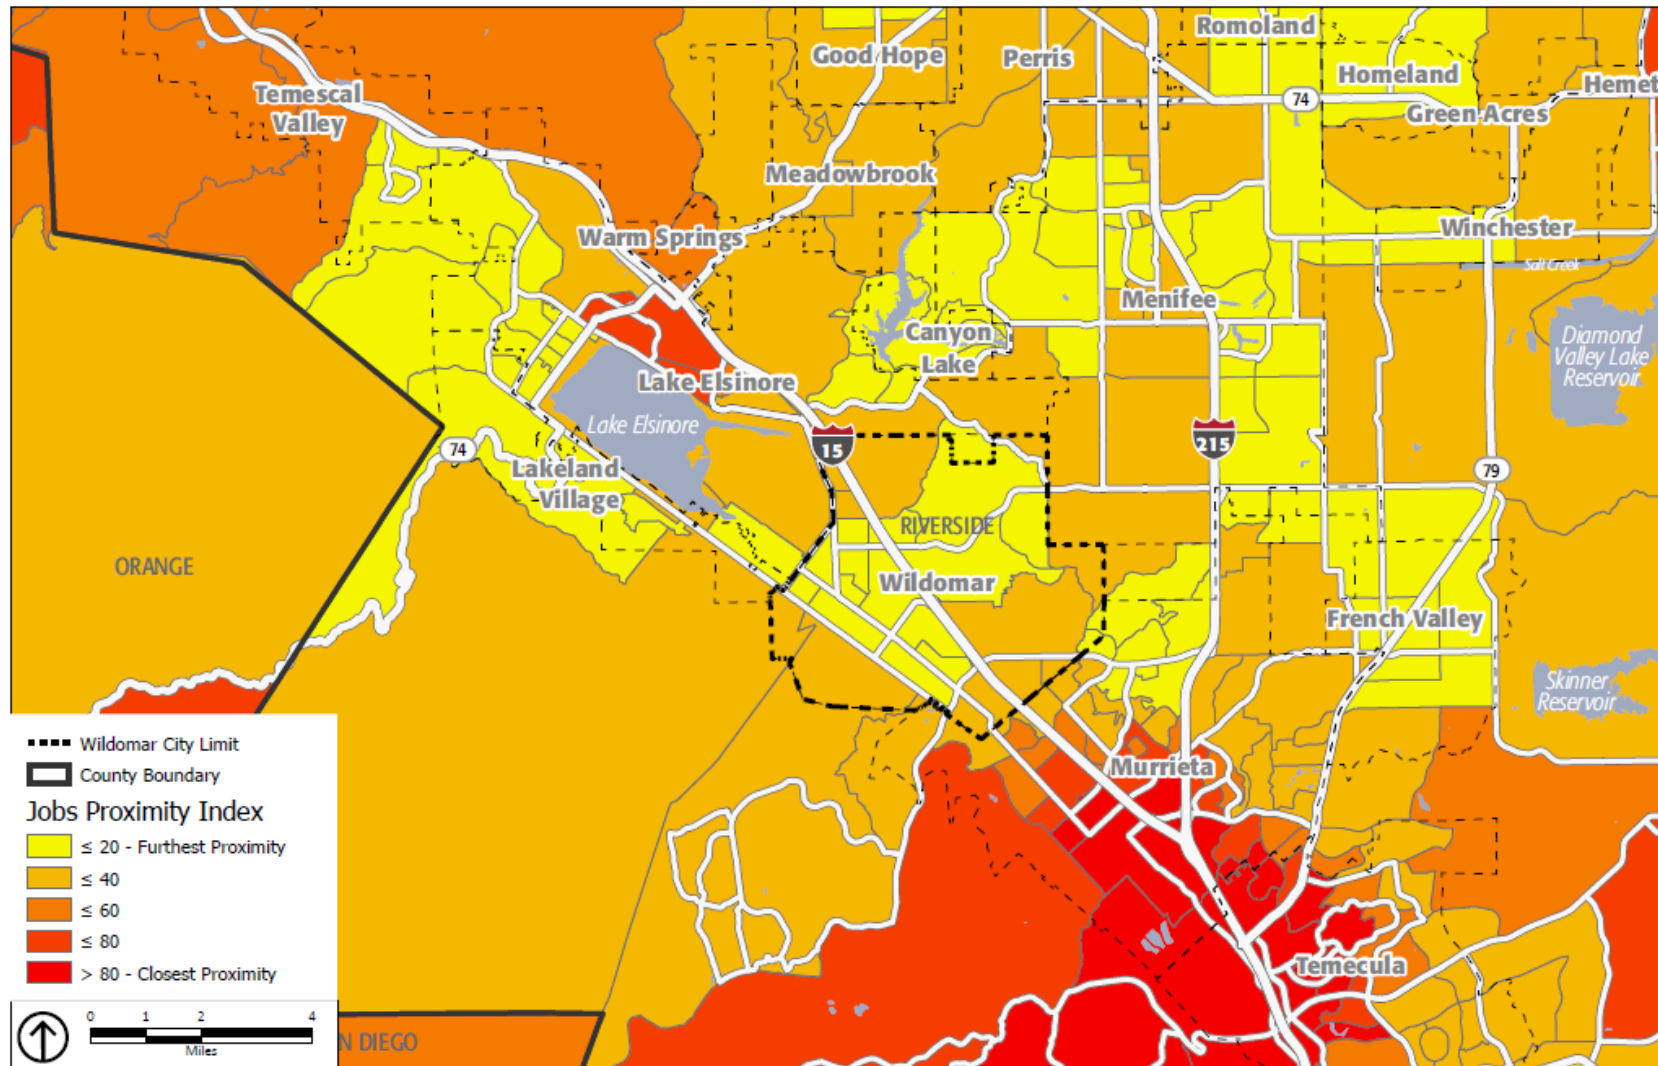 Romoland
Good Hope
Perris
Homeland
Hemet
Temescal
Valley
74
Green Acres
Meadowbrook
Warm Springs
Winchester
Salt Creek
Menifee
Canyon
Lake
Diamond
Valley Lake
Reservoir
Lake Elsinore
Lake Elsinore
15
215
74
79
Lakeland
Village
RIVERSIDE
ORANGE
Wildomar
French Valley
Skinner
Reservoir
Murrieta
Temecula
N DIEGO
Wildomar City Limit
County Boundary
Jobs Proximity Index
≤ 20 - Furthest Proximity
≤ 40
≤ 60
≤ 80
> 80 - Closest Proximity
0 1 2 4
Miles